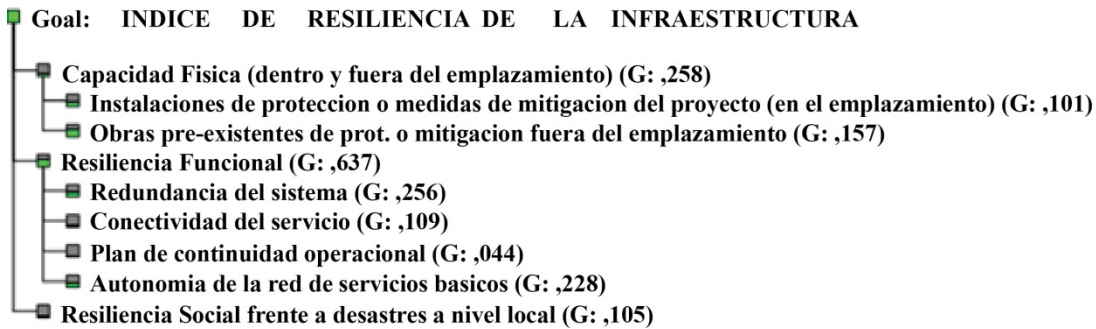 Goal: INDICE DE RESILIENCIA DE LA INFRAESTRUCTURA
Capacidad Fisica (dentro y fuera del emplazamiento) (G: ,258)
Instalaciones de proteccion o medidas de mitigacion del proyecto (en el emplazamiento) (G: ,101)
Obras pre-existentes de prot. o mitigacion fuera del emplazamiento (G: ,157)
Resiliencia Funcional (G: ,637)
Redundancia del sistema (G: ,256)
Conectividad del servicio (G: ,109)
Plan de continuidad operacional (G: ,044)
Autonomia de la red de servicios basicos (G: ,228)
Resiliencia Social frente a desastres a nivel local (G: ,105)